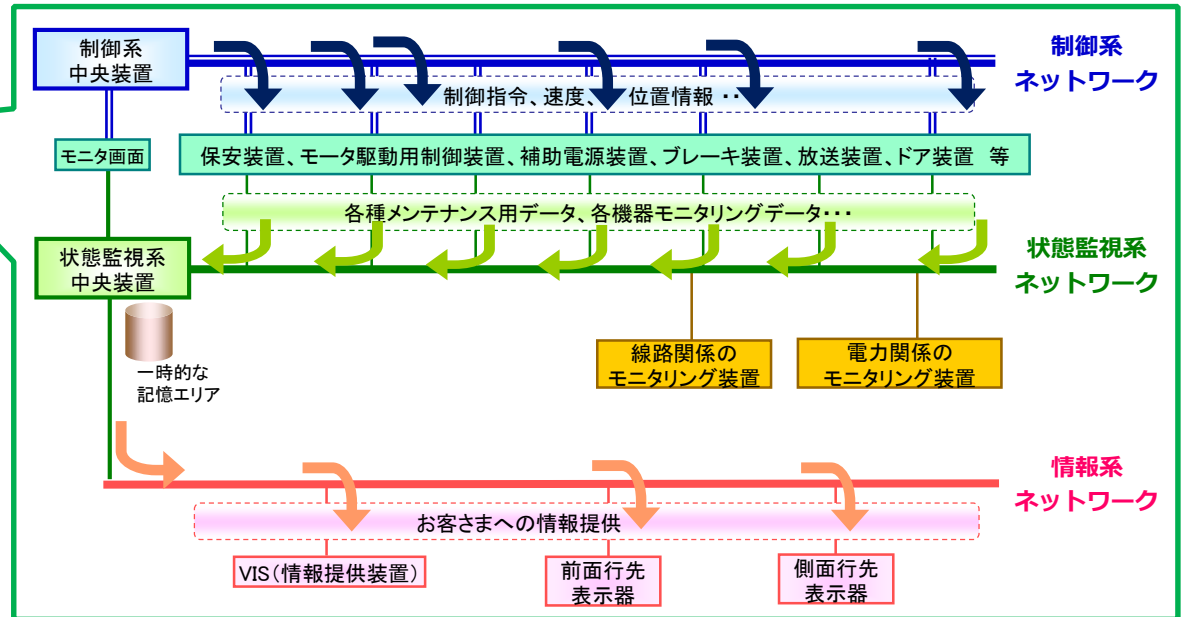 制御系
中央装置
制御系
ネットワーク
制御指令、速度、 位置情報 ・・
モニタ画面
保安装置、モータ駆動用制御装置、補助電源装置、ブレーキ装置、放送装置、ドア装置 等
各種メンテナンス用データ、各機器モニタリングデータ・・・
状態監視系
中央装置
状態監視系
ネットワーク
一時的な
記憶エリア
線路関係の
モニタリング装置
電力関係の
モニタリング装置
情報系
ネットワーク
お客さまへの情報提供
VIS(情報提供装置)
前面行先
表示器
側面行先
表示器